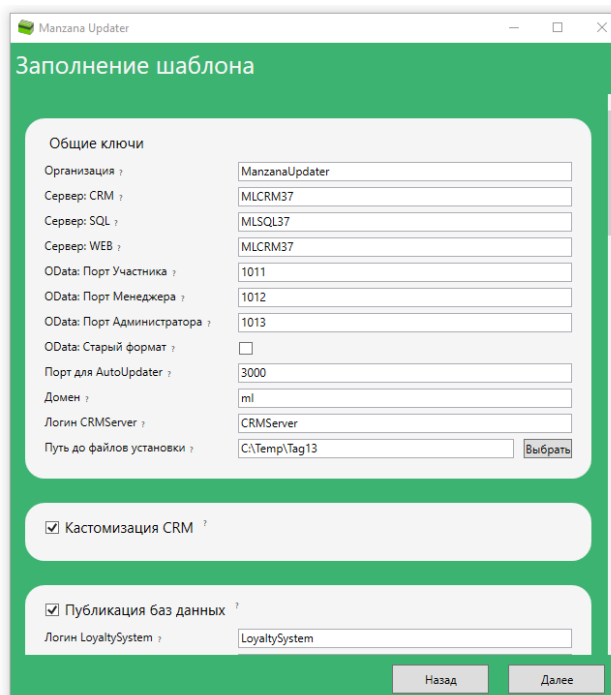 Manzana Updater
Заполнение шаблона
Общие ключи
Организация ? ManzanaUpdater
Сервер: CRM ? MLCRM37
Сервер: SQL ? MLSQL37
Сервер: WEB ? MLCRM37
OData: Порт Участника ? 1011
OData: Порт Менеджера ? 1012
OData: Порт Администратора ? 1013
OData: Старый формат ?
Порт для AutoUpdater ? 3000
Домен ? ml
Логин CRMServer ? CRMServer
Путь до файлов установки ? C:\Temp\Tag13 Выбрать
Кастомизация CRM ?
Публикация баз данных ?
Логин LoyaltySystem ? LoyaltySystem
Назад Далее